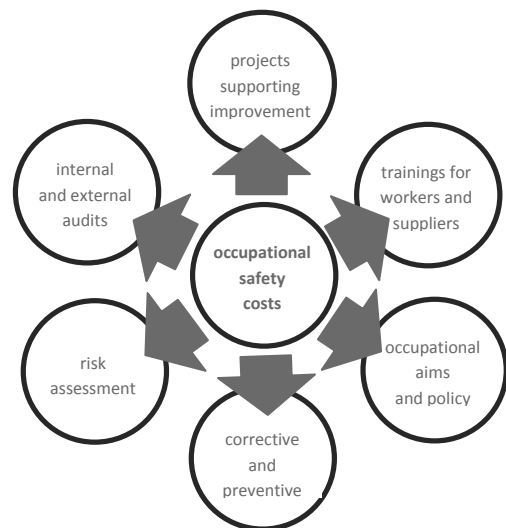 projects
supporting
improvement
internal
and external
audits
trainings for
workers and
suppliers
occupational
safety
costs
risk
assessment
occupational
aims
and policy
corrective
and
preventive